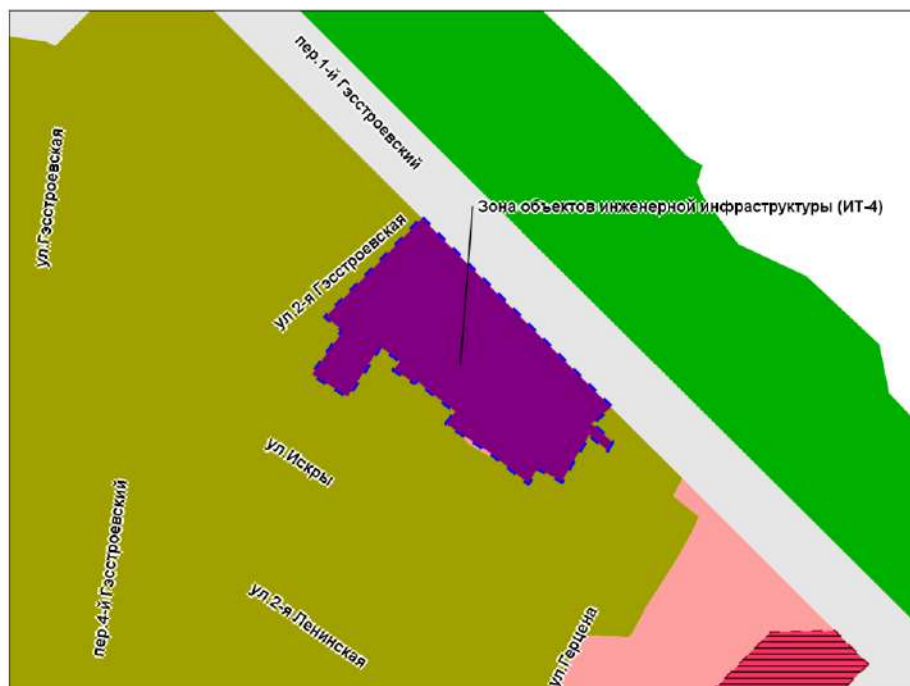 пер.1-й Гэсстроевский
ул.Гэсстроевская
Зона объектов инженерной инфраструктуры (ИТ-4)
ул.2-я Гэсстроевская
ул.Искры
пер.4-й Гэсстроевский
ул.2-я Ленинская
ул.Герцена